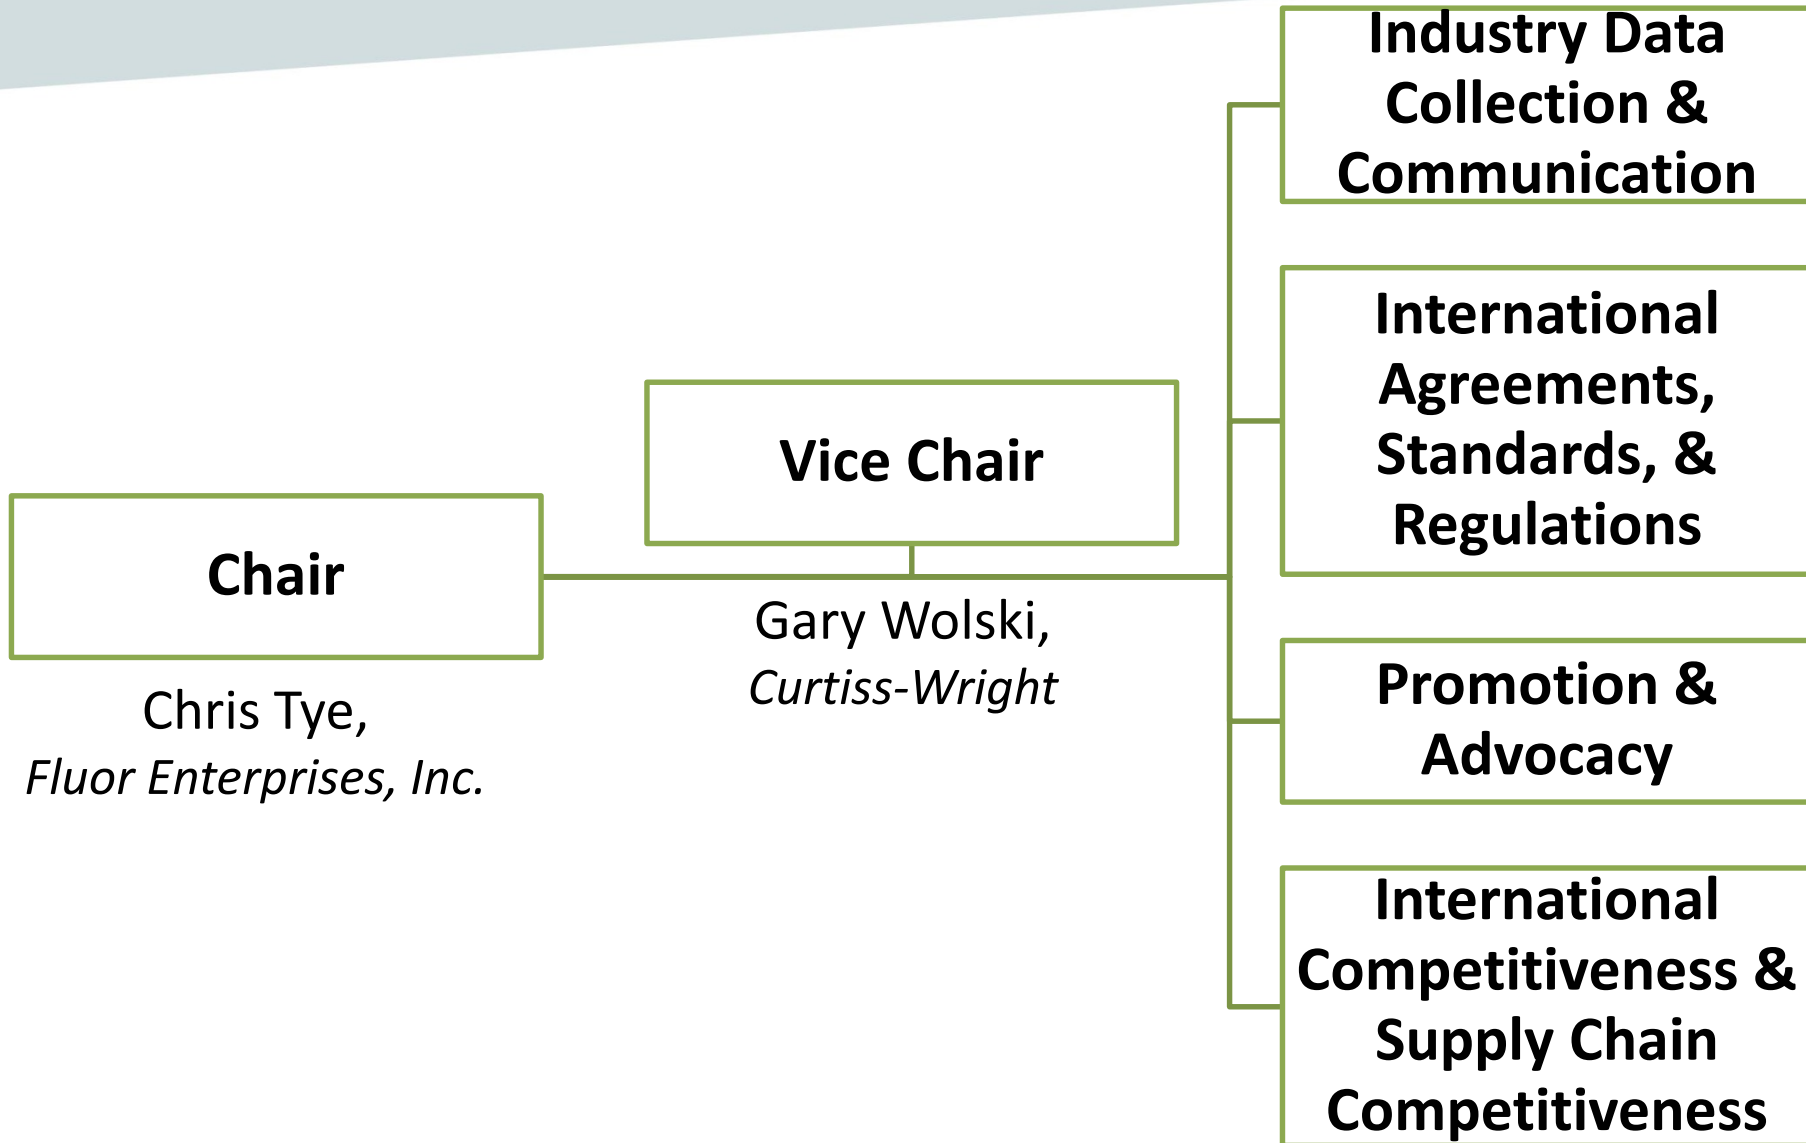 Chair
Chris Tye,
Fluor Enterprises, Inc.
Vice Chair
Gary Wolski,
Curtiss-Wright
Industry Data
Collection &
Communication
International
Agreements,
Standards, &
Regulations
Promotion &
Advocacy
International
Competitiveness &
Supply Chain
Competitiveness